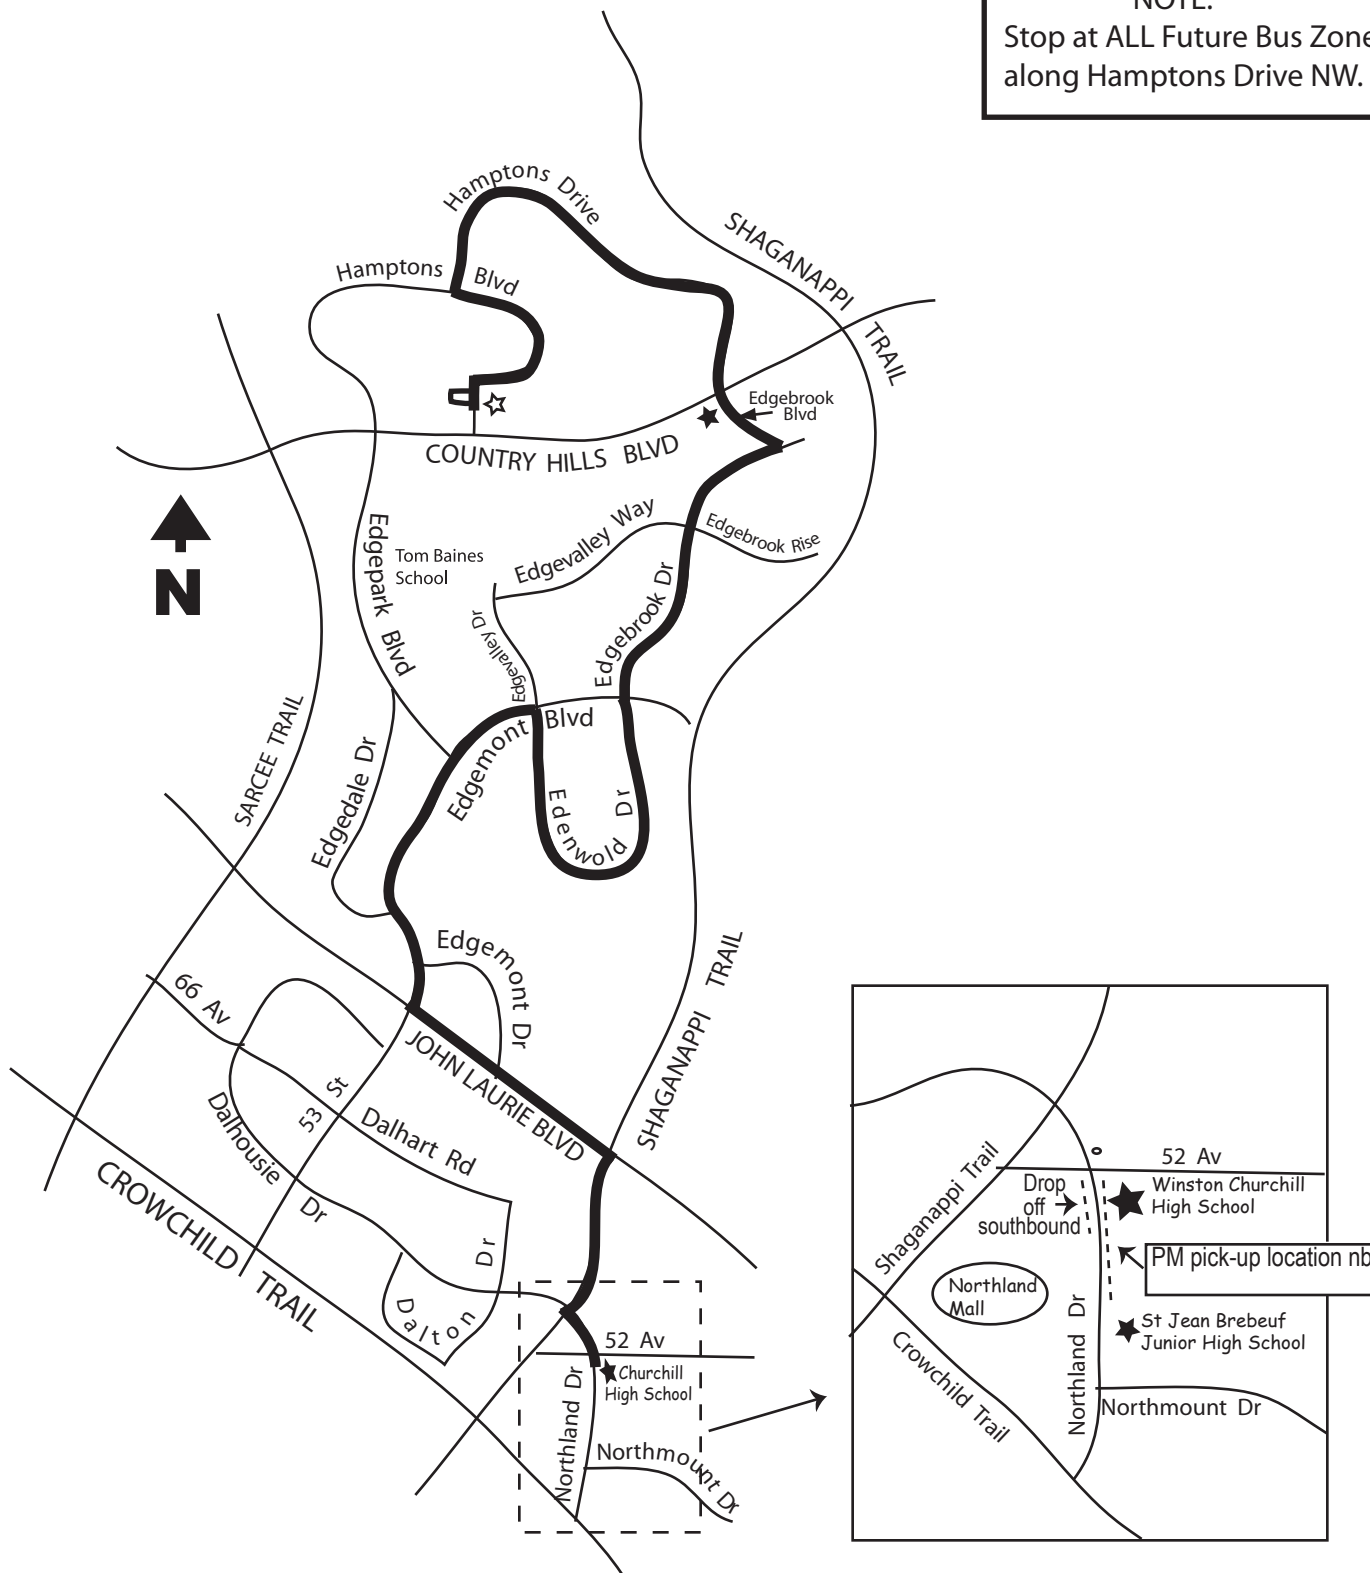 NOTE:
Stop at ALL Future Bus Zone
along Hamptons Drive NW.
Hamptons Drive
SHAGANAPPI TRAIL
Hamptons Blvd
Edgebrook
Blvd
COUNTRY HILLS BLVD
N
Edgepark Blvd
Tom Baines
School
Edgevalley Way
Edgebrook Rise
Edgevalley Dr
Edgebrook Dr
SARCEE TRAIL
Edgemont Blvd
Edgedale Dr
Edenwold Dr
Edgemont Dr
SHAGANAPPI TRAIL
66 Av
JOHN LAURIE BLVD
53 St
Dalhousie Dr
Dalhart Rd
CROWCHILD TRAIL
Dalton Dr
52 Av
Churchill
High School
Northland Dr
Northmount Dr
52 Av
Shaganappi Trail
Drop
off
southbound
Winston Churchill
High School
PM pick-up location nb
Northland
Mall
St Jean Brebeuf
Junior High School
Northland Dr
Crowchild Trail
Northmount Dr